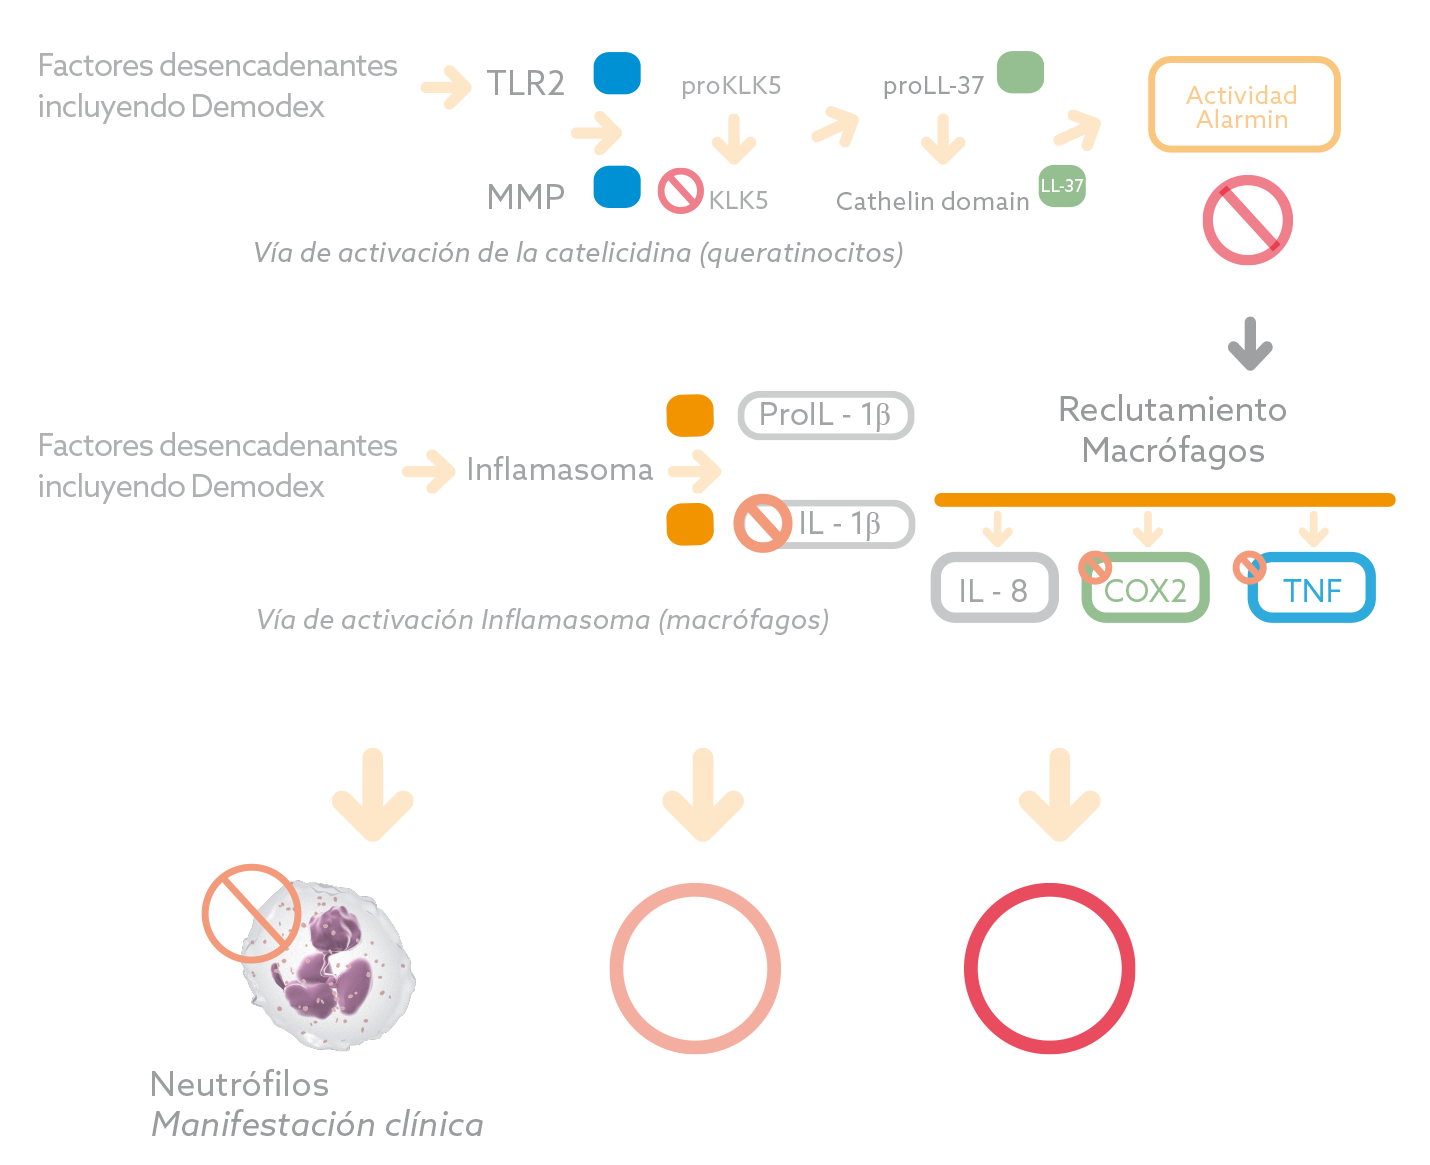 Factores desencadenantes
incluyendo Demodex
TLR2
MMP
proKLK5
KLK5
proLL-37
Cathelin domain
LL-37
Actividad
Alarmin
Vía de activación de la catelicidina (queratinocitos)
Factores desencadenantes
incluyendo Demodex
Inflamasoma
ProIL - 1β
IL - 1β
Reclutamiento
Macrófagos
IL - 8
COX2
TNF
Vía de activación Inflamasoma (macrófagos)
Neutrófilos
Manifestación clínica